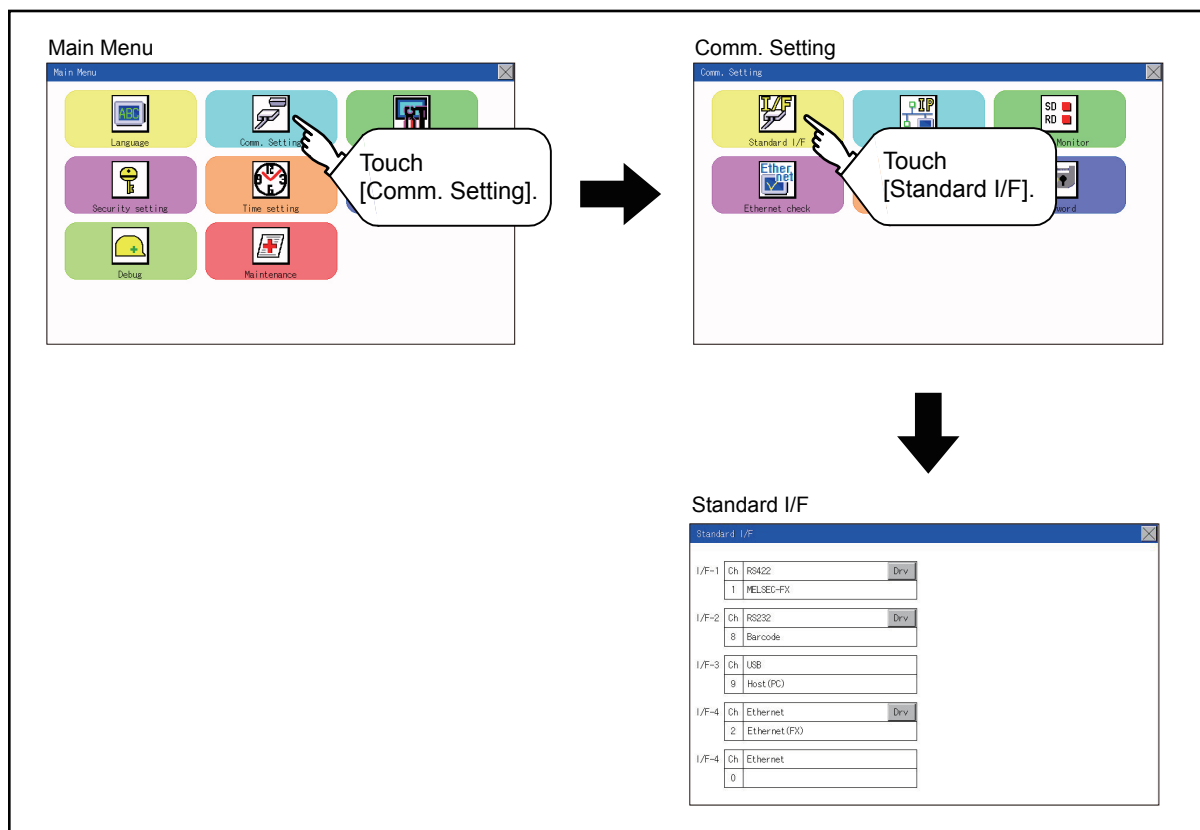 Main Menu
Main Menu
Language
Comm. Setting
Touch
[Comm. Setting].
Security setting
Time setting
Debug
Maintenance
Comm. Setting
Comm. Setting
I/F
Standard I/F
IP
SD
RD
Monitor
Touch
[Standard I/F].
Ether
net
Ethernet check
word
Standard I/F
Standard I/F
I/F-1 Ch RS422 Drv
1 MELSEC-FX
I/F-2 Ch RS232 Drv
8 Barcode
I/F-3 Ch USB
9 Host(PC)
I/F-4 Ch Ethernet Drv
2 Ethernet(FX)
I/F-4 Ch Ethernet
0